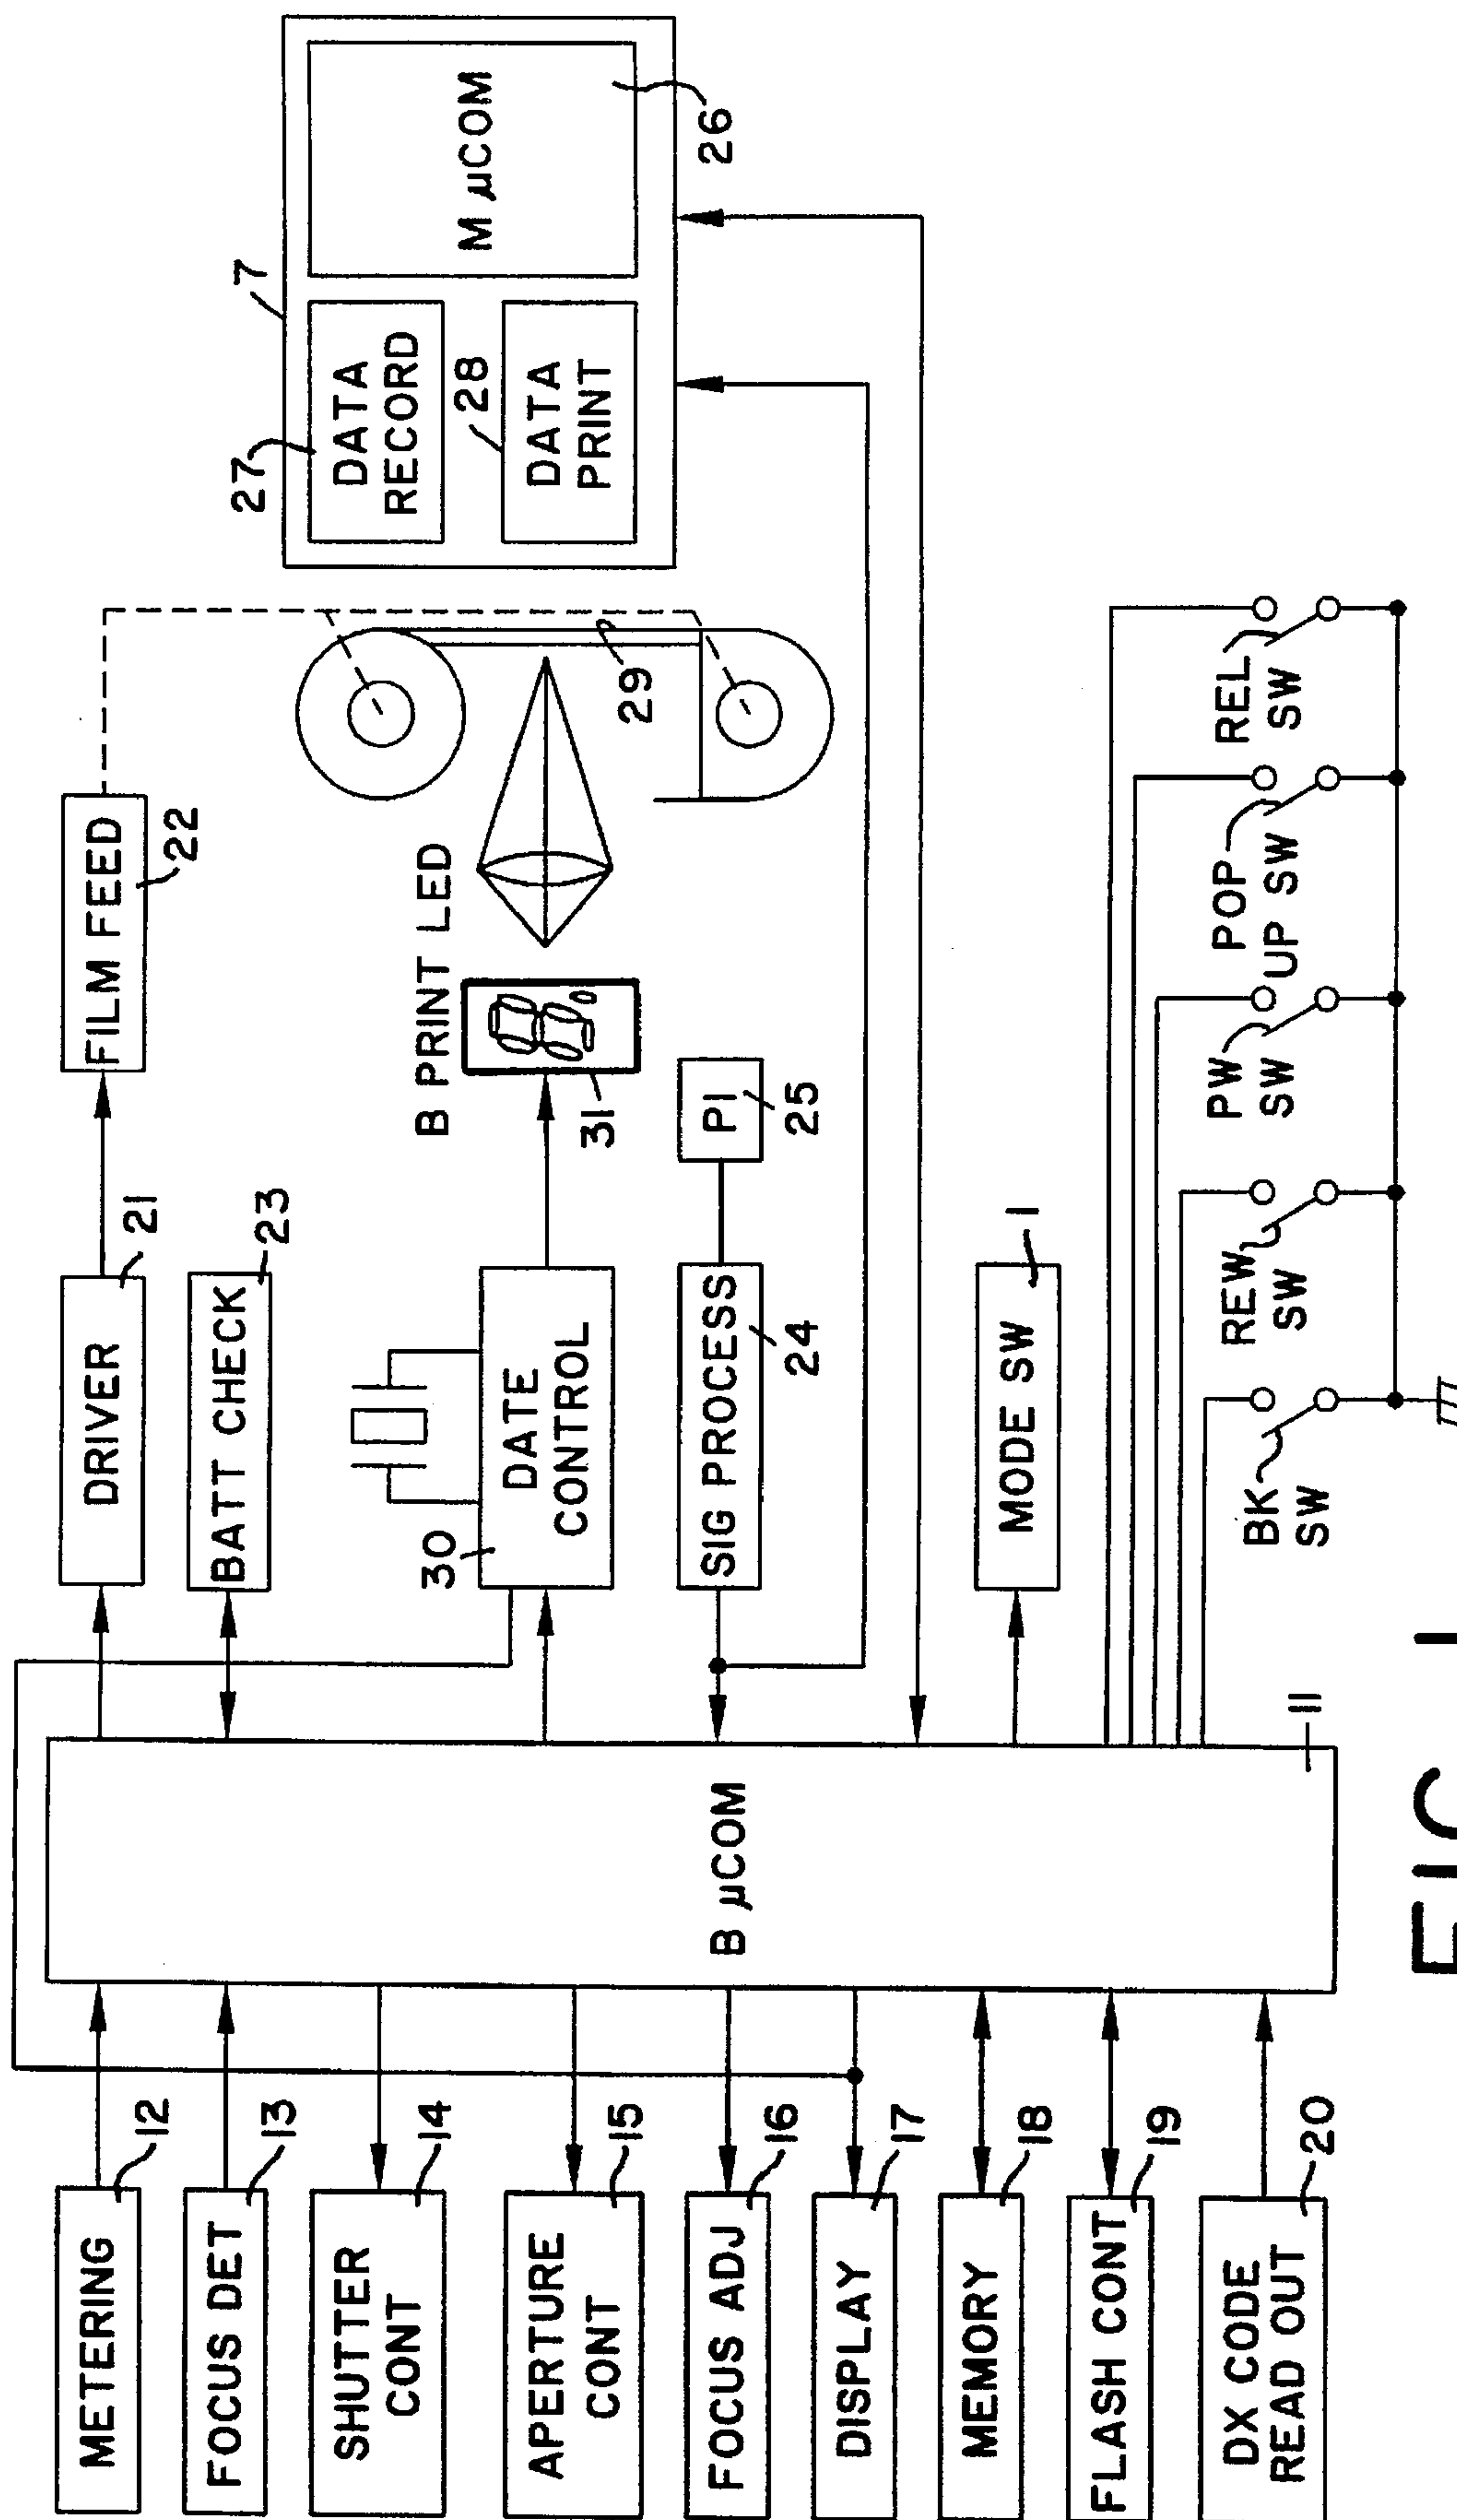 METERING
12
FOCUS DET
13
SHUTTER
CONT
14
APERTURE
CONT
15
FOCUS ADJ
16
DISPLAY
17
MEMORY
18
FLASH CONT
19
DX CODE
READ OUT
20
B μCOM
11
DRIVER
21
FILM FEED
22
BATT CHECK
23
30
DATE
CONTROL
B PRINT LED
31
29
SIG PROCESS
24
PI
25
MODE SW
1
7
27
DATA
RECORD
28
DATA
PRINT
M μCOM
26
BK
SW
REW
SW
PW
SW
POP
UP SW
REL
SW